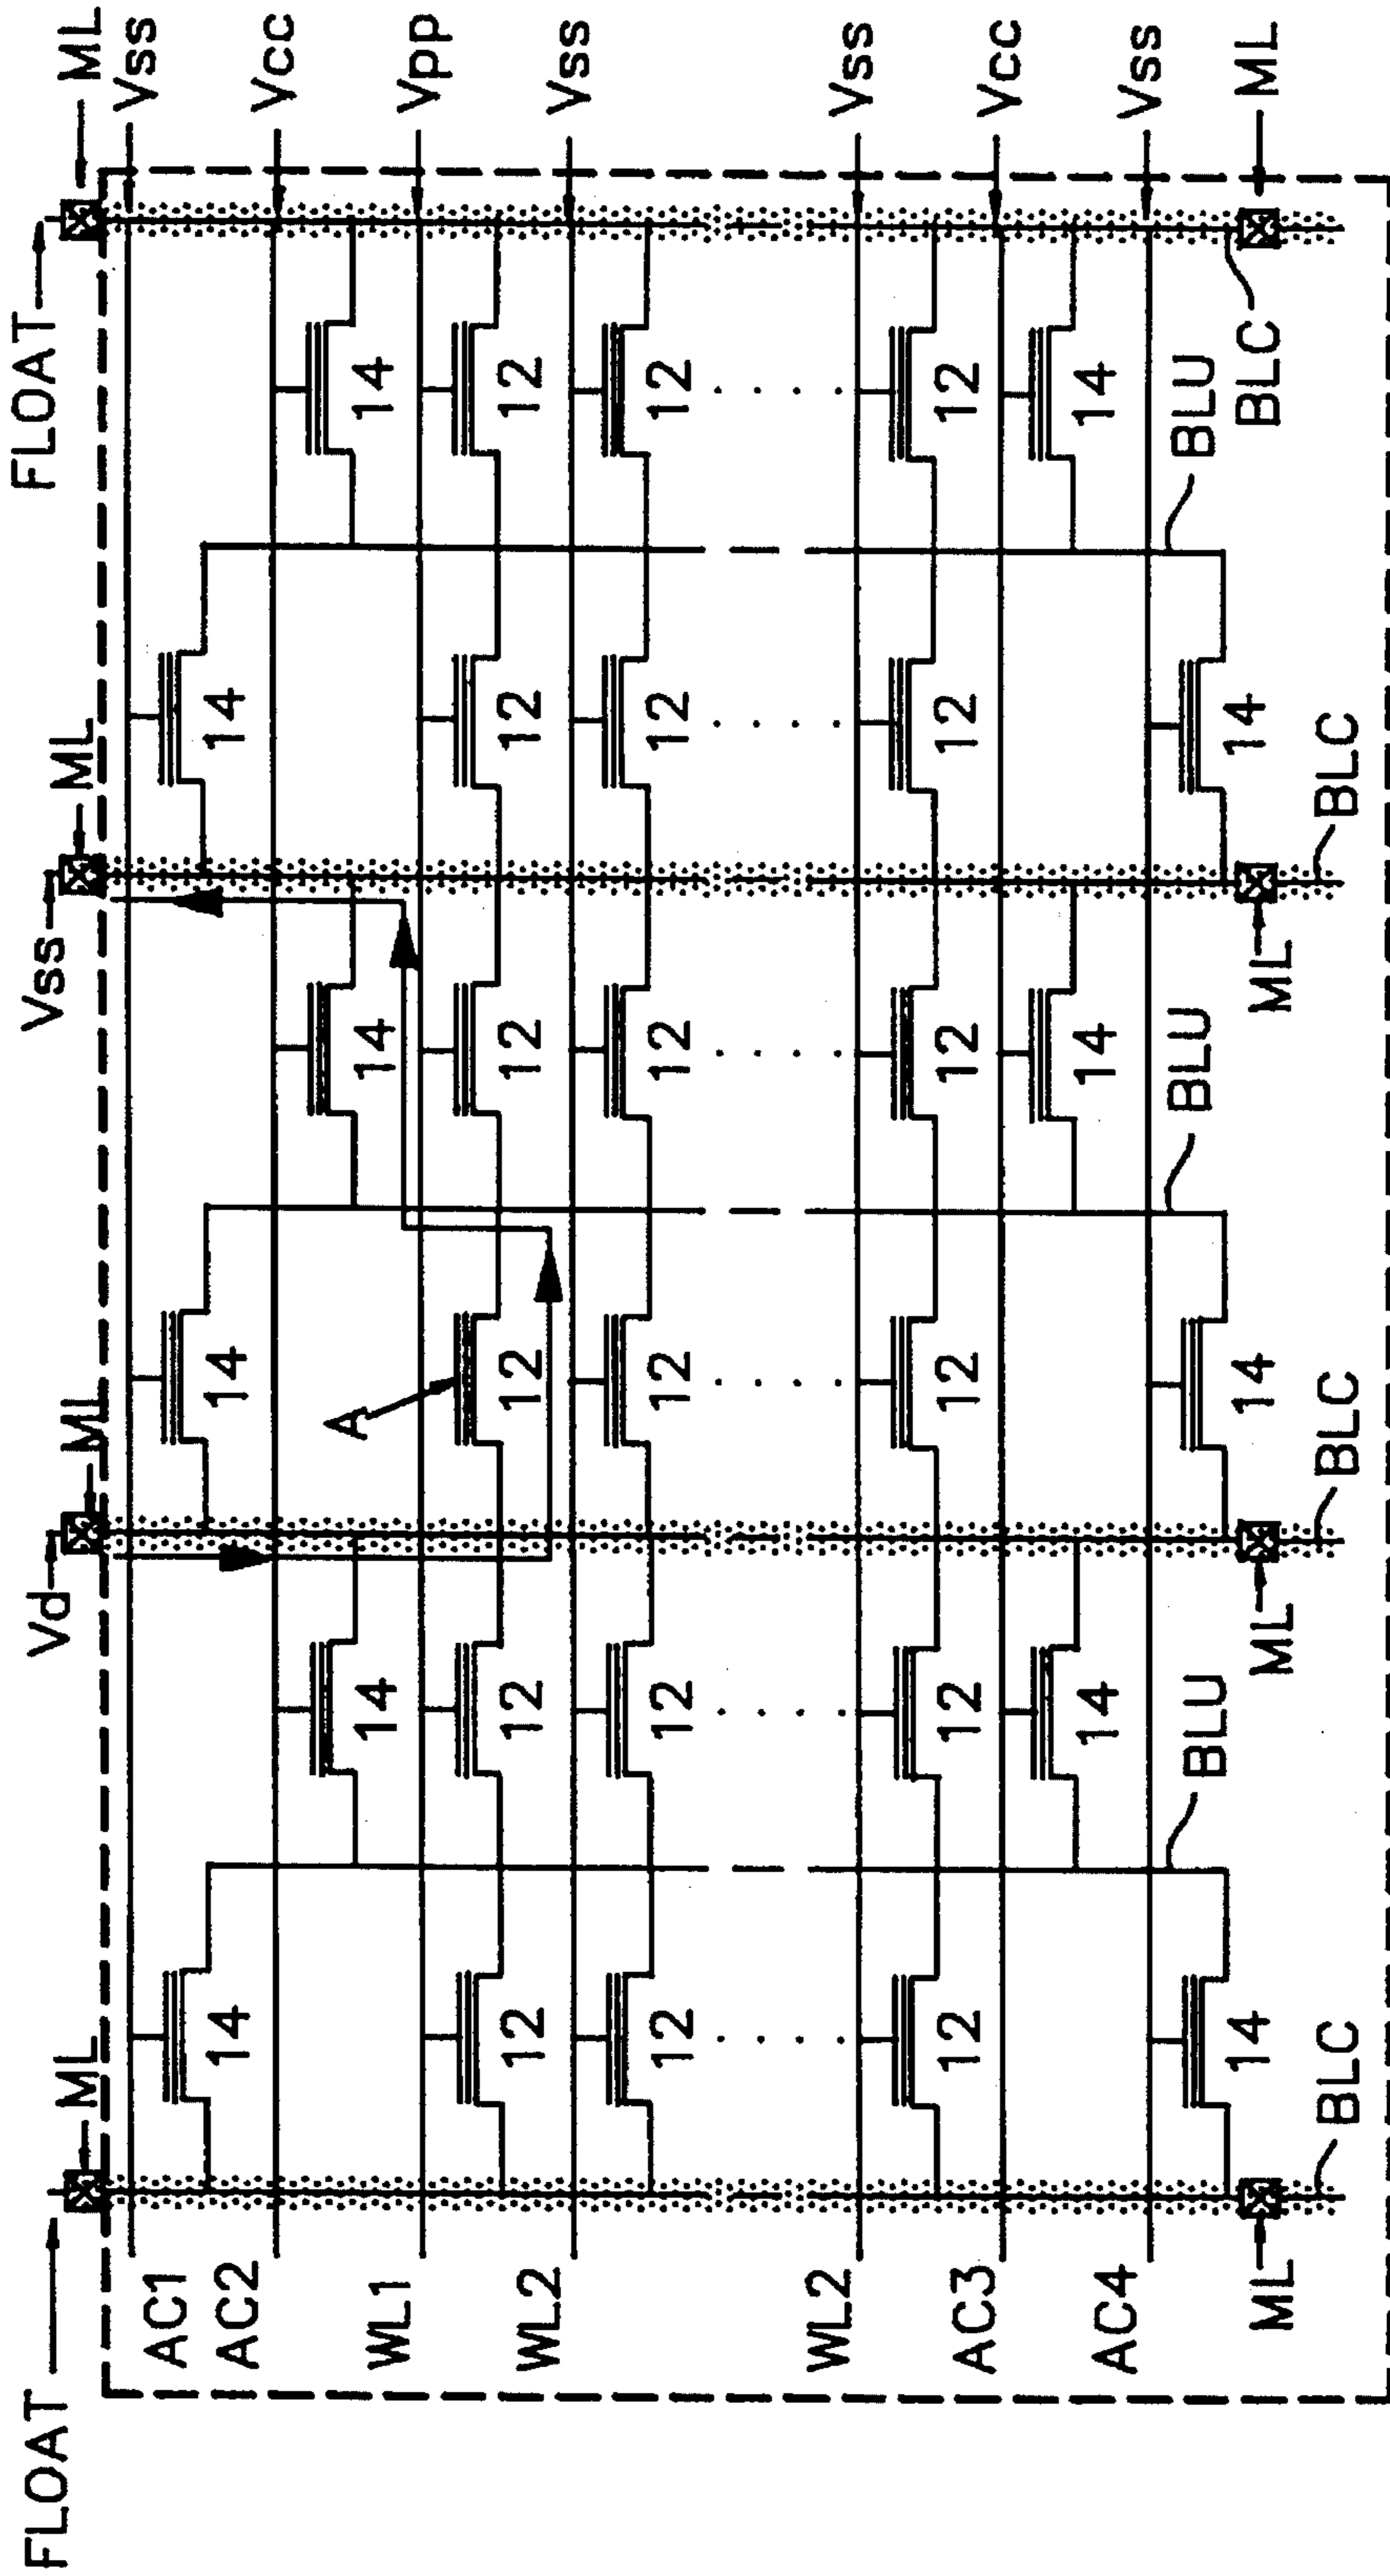 FLOAT Vd Vss FLOAT
ML ML ML ML
AC1 Vss
14 14 14
AC2 Vcc
14 14 14
A
WL1 Vpp
12 12 12 12 12 12
WL2 Vss
12 12 12 12 12 12
WL2 Vss
12 12 12 12 12 12
AC3 Vcc
14 14 14
AC4 Vss
BLU BLU BLU
14 14 14
ML ML ML BLC ML
BLC BLC BLC